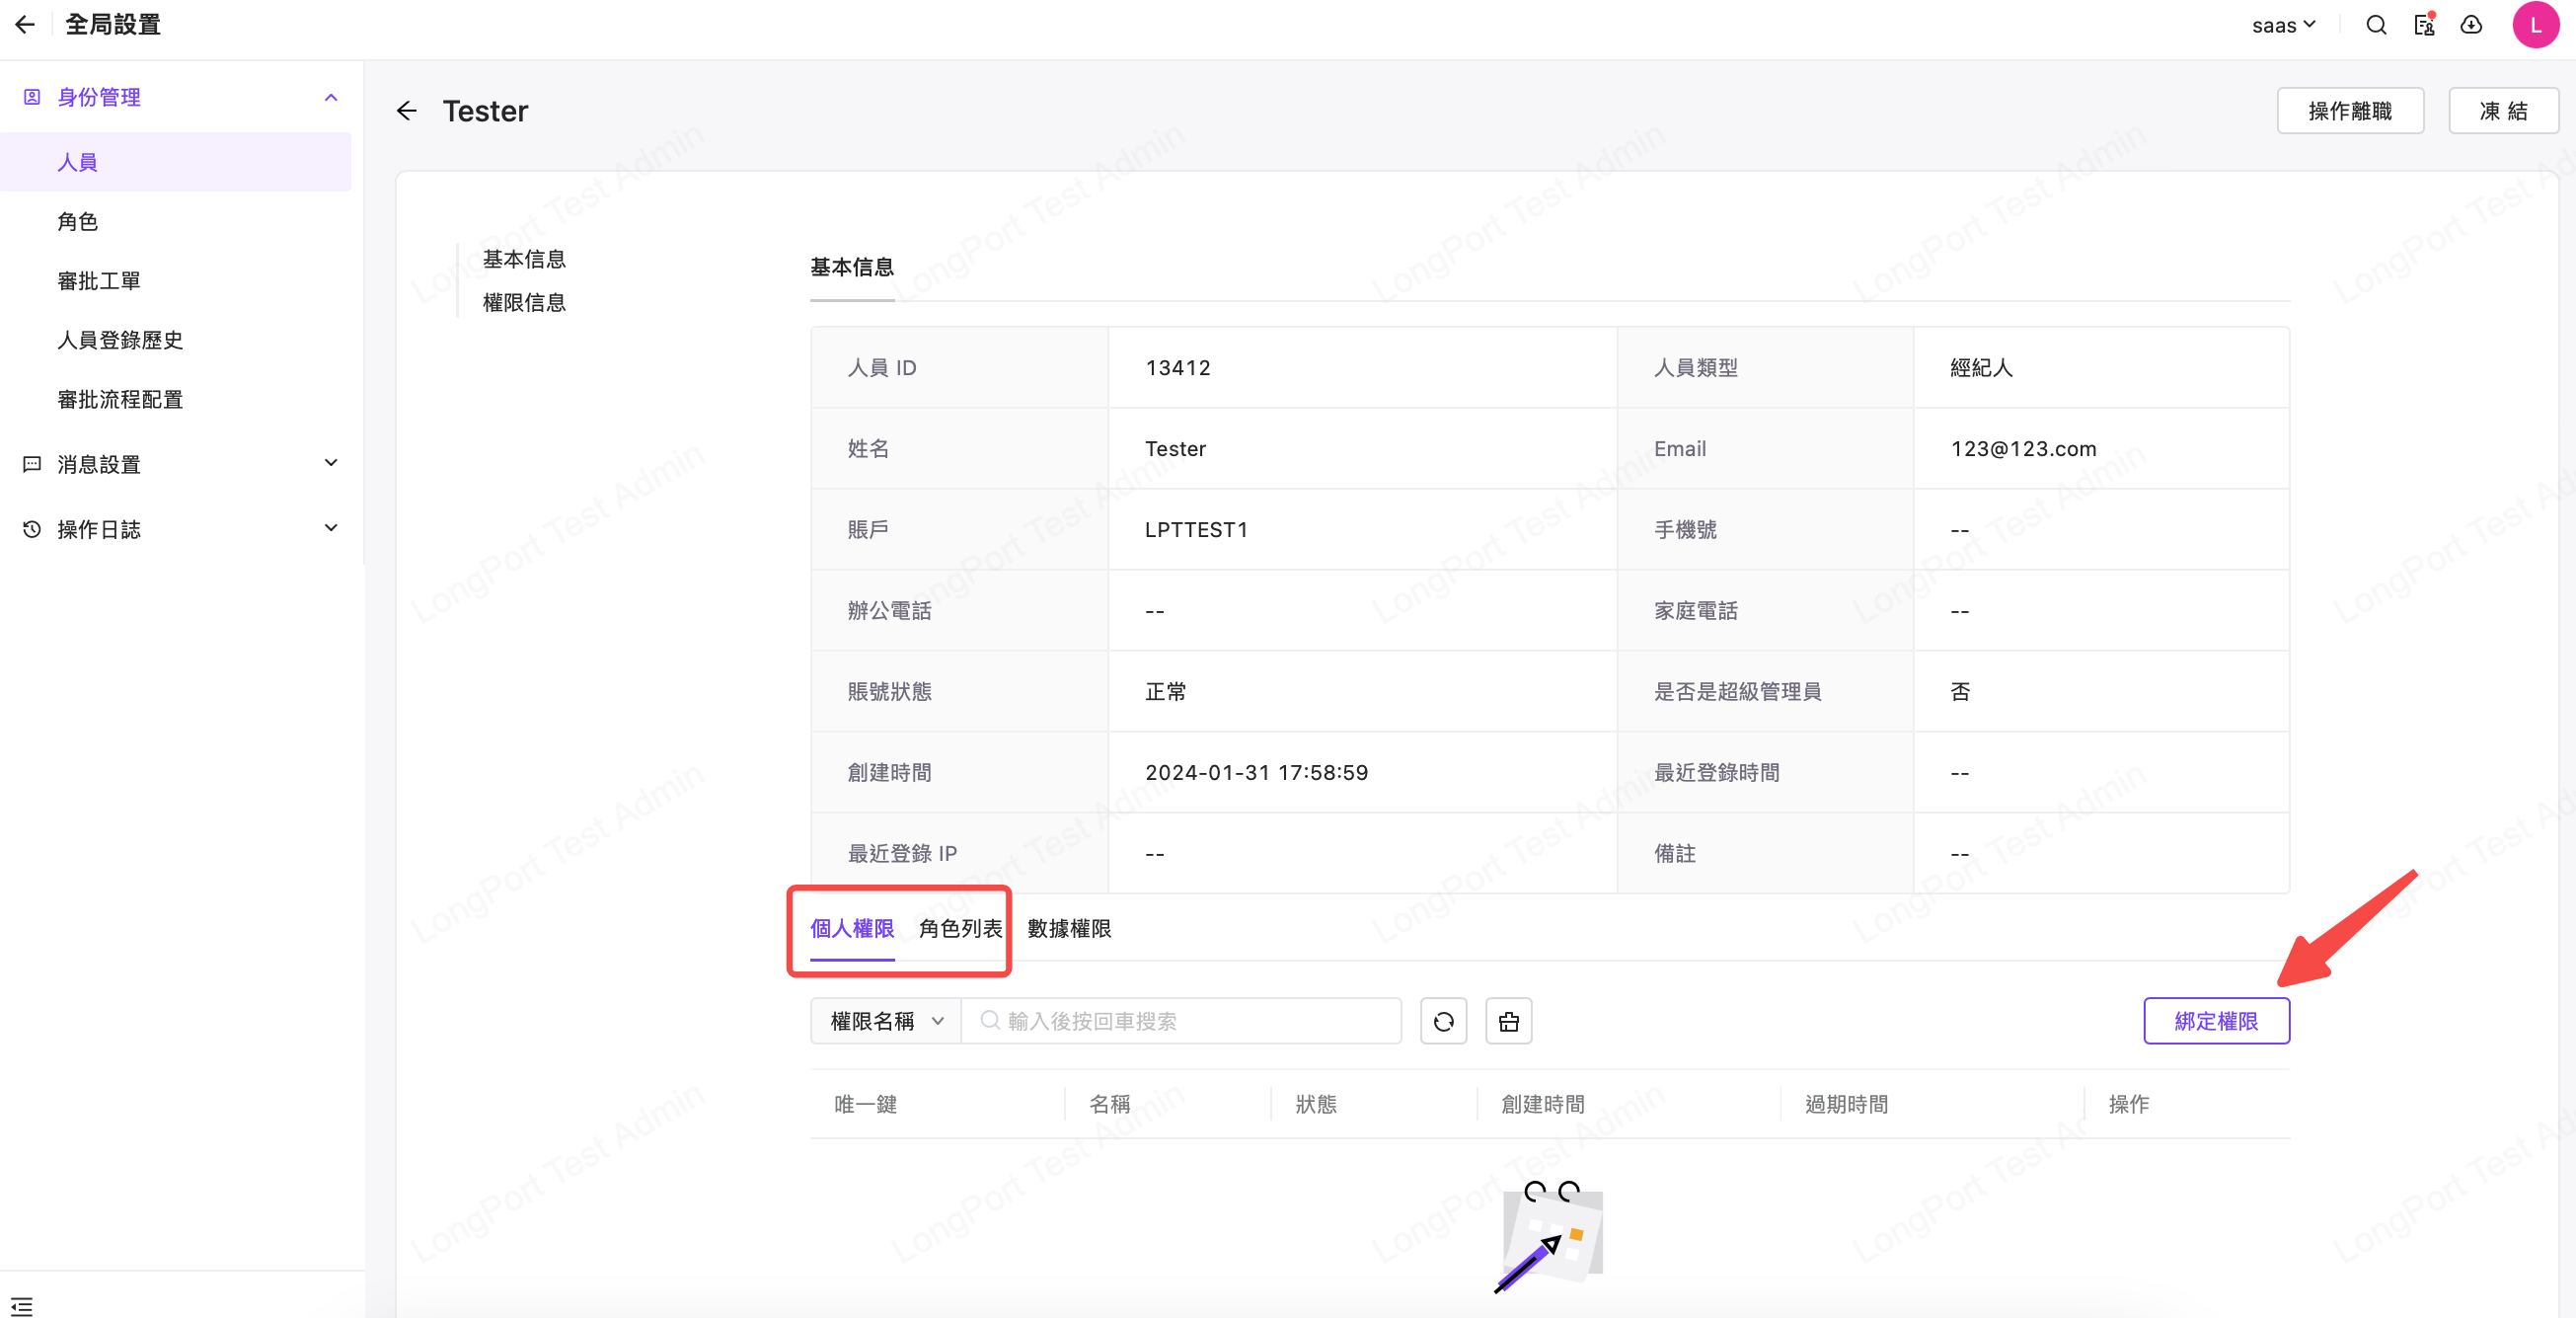 全局設置
saas
L
身份管理
人員
角色
審批工單
人員登錄歷史
審批流程配置
消息設置
操作日誌
Tester
操作離職
凍 結
基本信息
權限信息
基本信息
人員 ID
13412
人員類型
經紀人
姓名
Tester
Email
123@123.com
賬戶
LPTTEST1
手機號
--
辦公電話
--
家庭電話
--
賬號狀態
正常
是否是超級管理員
否
創建時間
2024-01-31 17:58:59
最近登錄時間
--
最近登錄 IP
--
備註
--
個人權限
角色列表
數據權限
權限名稱
輸入後按回車搜索
綁定權限
唯一鍵
名稱
狀態
創建時間
過期時間
操作
LongPort Test Admin